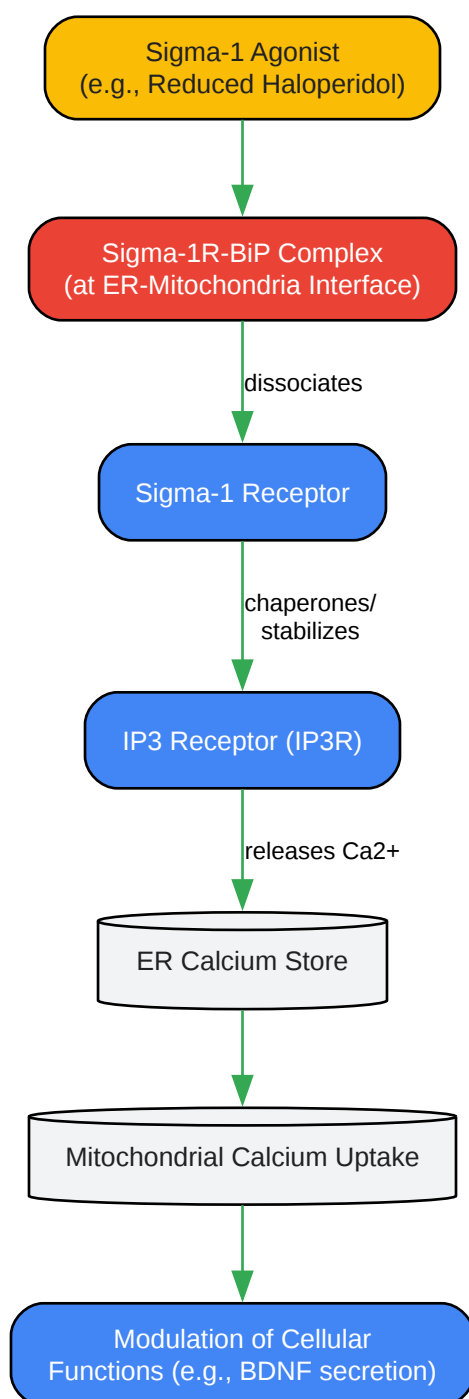 Sigma-1 Agonist
(e.g., Reduced Haloperidol)
Sigma-1R-BiP Complex
(at ER-Mitochondria Interface)
dissociates
Sigma-1 Receptor
chaperones/
stabilizes
IP3 Receptor (IP3R)
releases Ca2+
ER Calcium Store
Mitochondrial Calcium Uptake
Modulation of Cellular
Functions (e.g., BDNF secretion)